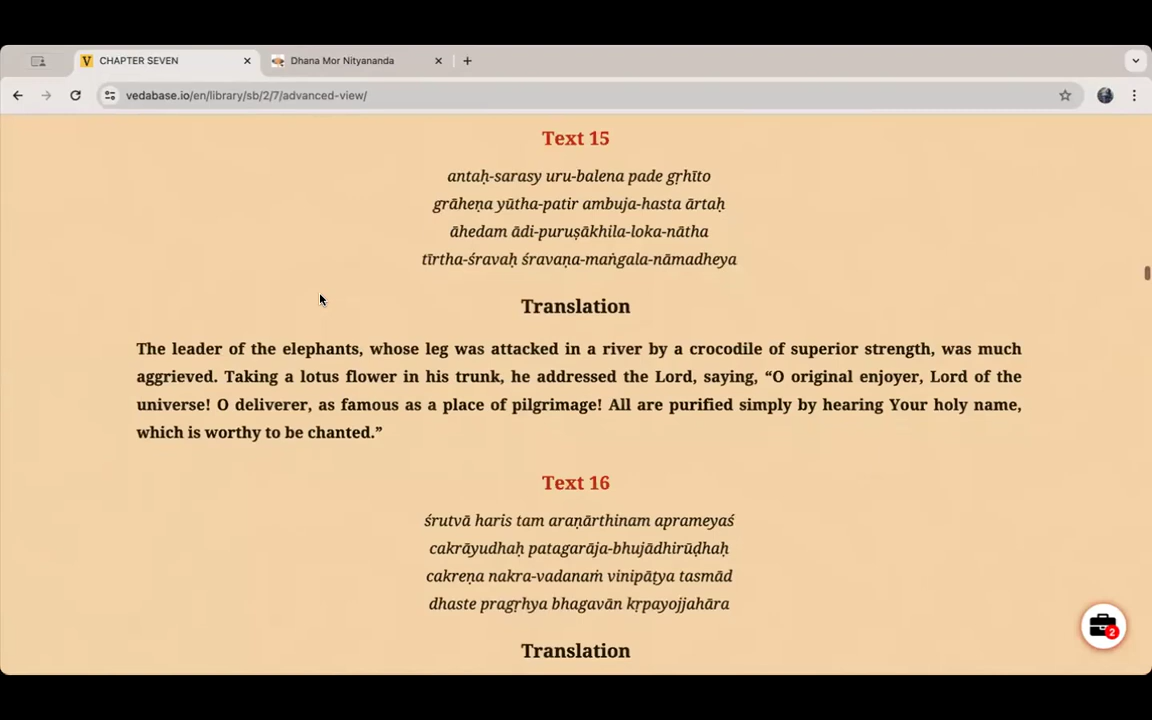 CHAPTER SEVEN
Dhana Mor Nityananda
vedabase.io/en/library/sb/2/7/advanced-view/
Text 15
antaḥ-sarasy uru-balena pade gṛhīto
grāheṇa yūtha-patir ambuja-hasta ārtaḥ
āhedam ādi-puruṣākhila-loka-nātha
tīrtha-śravaḥ śravaṇa-maṅgala-nāmadheya
Translation
The leader of the elephants, whose leg was attacked in a river by a crocodile of superior strength, was much
aggrieved. Taking a lotus flower in his trunk, he addressed the Lord, saying, “O original enjoyer, Lord of the
universe! O deliverer, as famous as a place of pilgrimage! All are purified simply by hearing Your holy name,
which is worthy to be chanted.”
Text 16
śrutvā haris tam araṇārthinam aprameyaś
cakrāyudhaḥ patagarāja-bhujādhirūḍhaḥ
cakreṇa nakra-vadanaṁ vinipāṭya tasmād
dhaste pragṛhya bhagavān kṛpayojjahāra
Translation
2